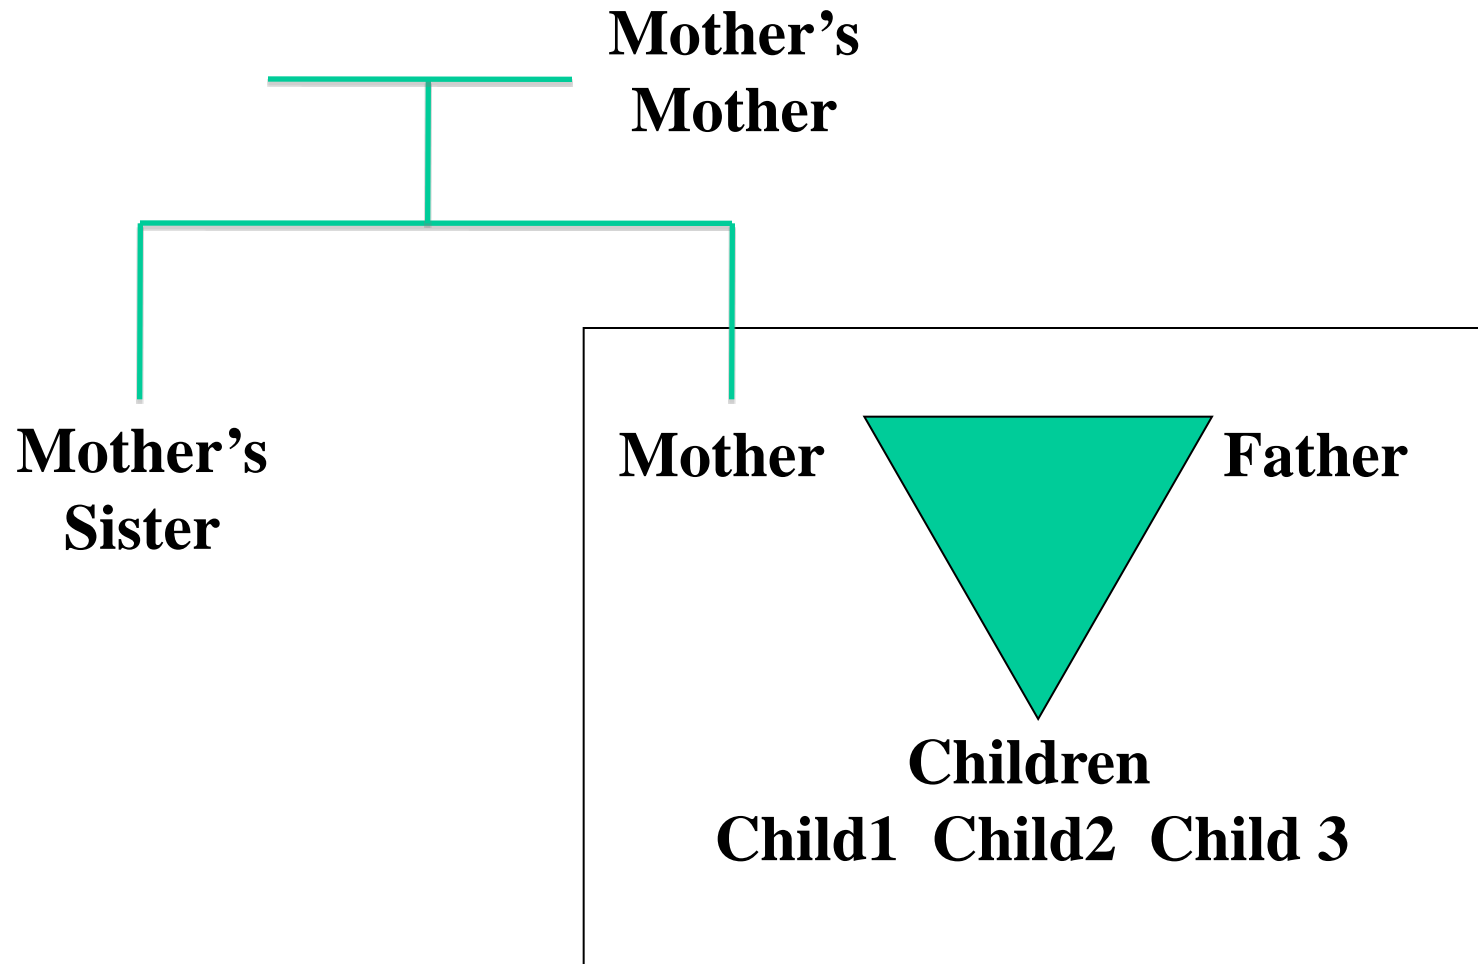 Mother’s
Mother
Mother’s
Sister
Mother
Father
Children
Child1 Child2 Child 3